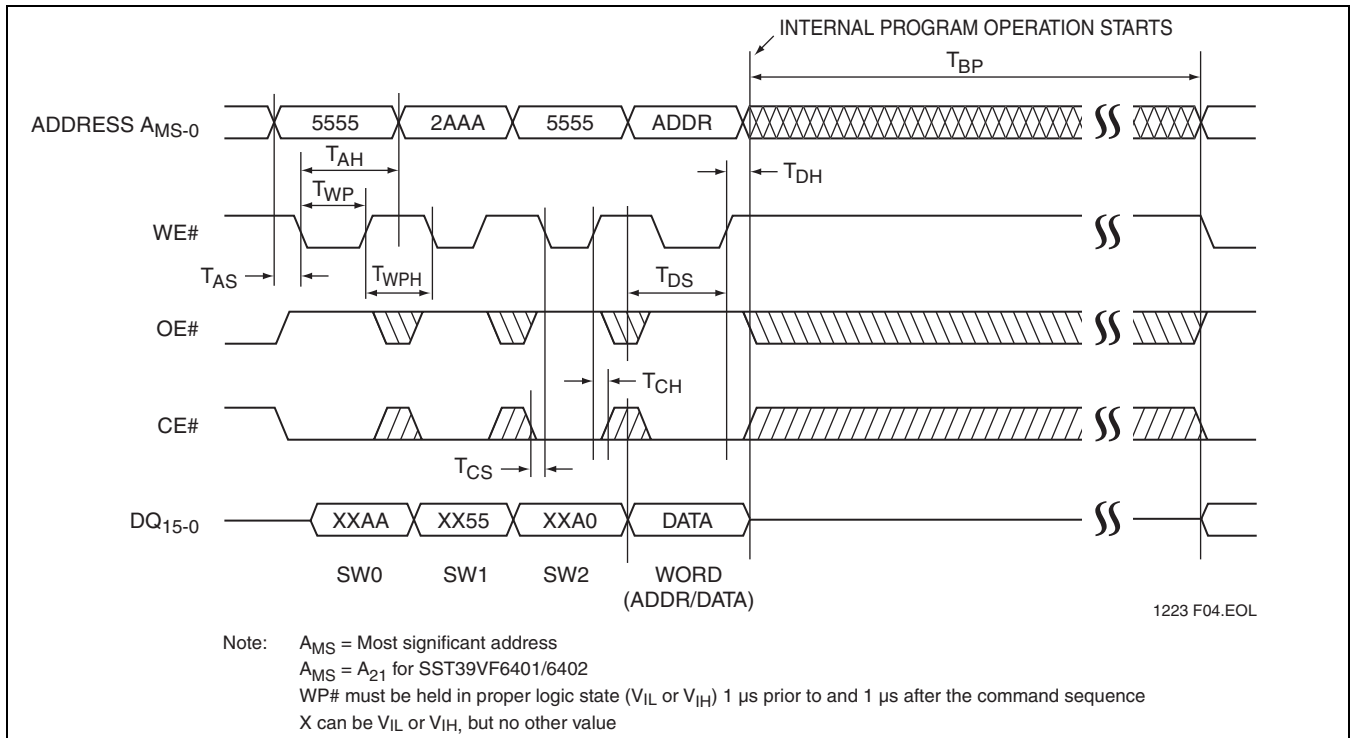 INTERNAL PROGRAM OPERATION STARTS
TBP
ADDRESS AMS-0
5555 2AAA 5555 ADDR
TAH
TDH
TWP
WE#
TAS
TWPH
TDS
OE#
TCH
CE#
TCS
DQ15-0
XXAA XX55 XXA0 DATA
SW0 SW1 SW2 WORD
(ADDR/DATA)
1223 F04.EOL
Note: AMS = Most significant address
AMS = A21 for SST39VF6401/6402
WP# must be held in proper logic state (VIL or VIH) 1 µs prior to and 1 µs after the command sequence
X can be VIL or VIH, but no other value